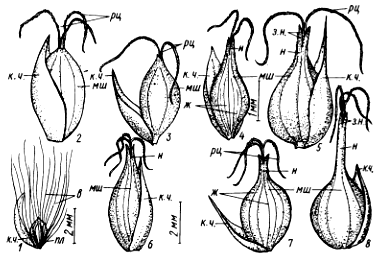 рц
рц
з.н.
н
рц
к.ч.
мш
2
к.ч.
3
н
к.ч.
мш
ж
4
мм
к.ч.
5
в
к.ч.
пл
1
2 мм
н
мш
к.ч.
6
2 мм
рц
н
ж
мш
к.ч.
7
з.н.
н
к.ч.
8